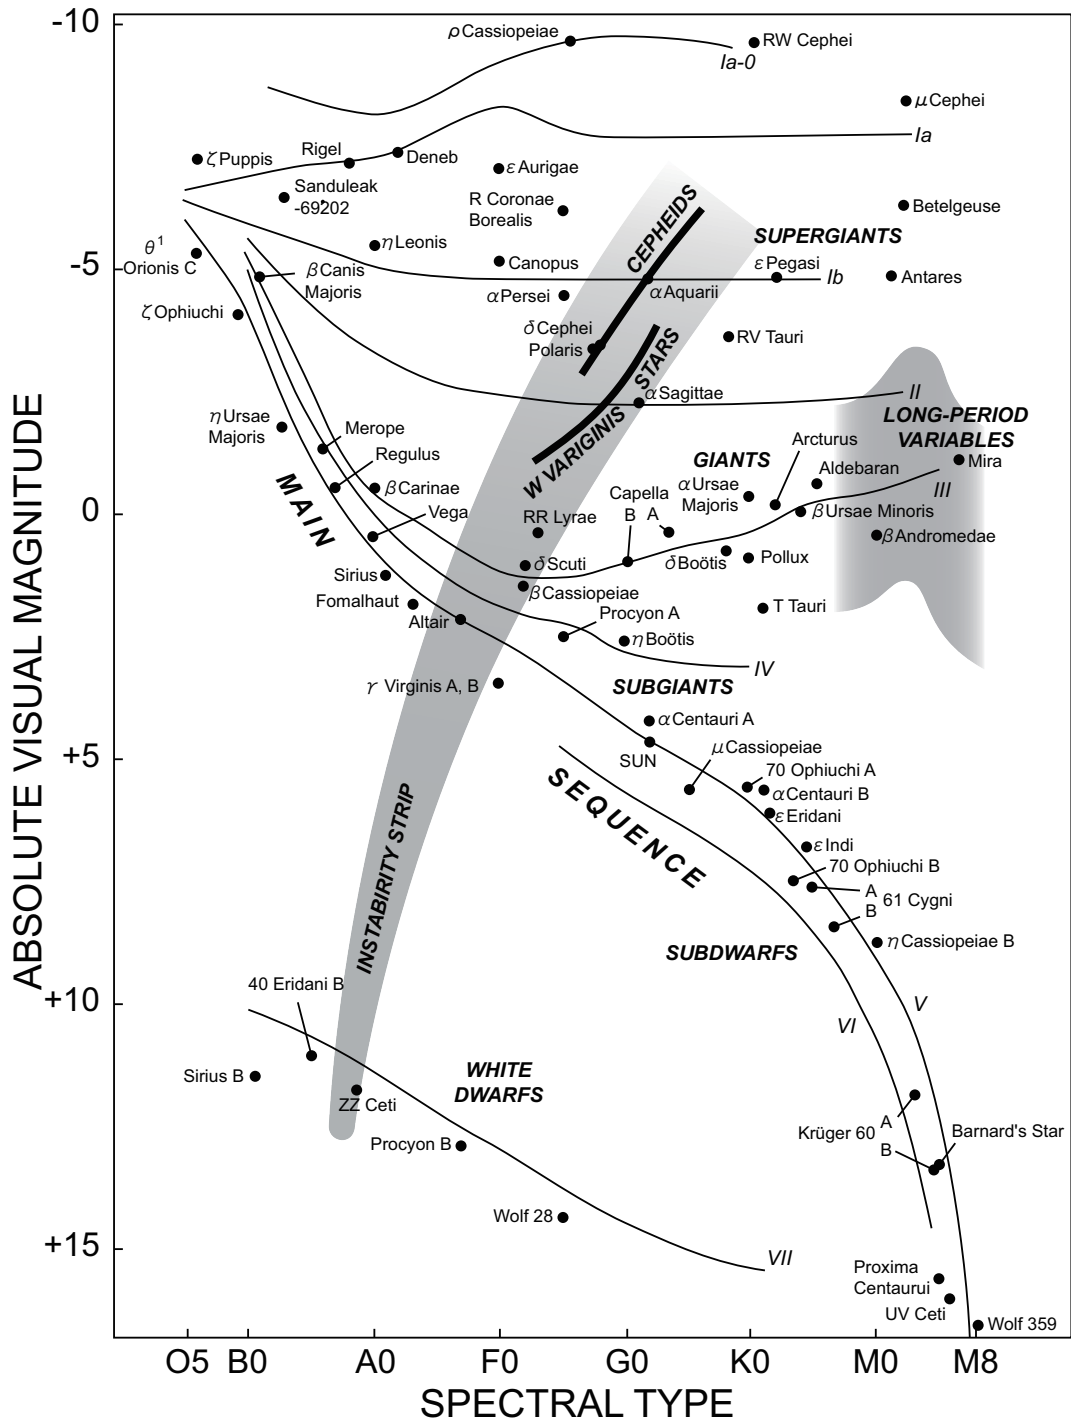 -10
ρ Cassiopeiae
RW Cephei
Ia-0
μ Cephei
Ia
ζ Puppis
Rigel
Deneb
ε Aurigae
Sanduleak
-69202
R Coronae
Borealis
CEPHEIDS
Betelgeuse
SUPERGIANTS
θ1
Orionis C
-5
η Leonis
Canopus
ε Pegasi
Ib
Antares
β Canis
Majoris
α Persei
α Aquarii
ζ Ophiuchi
δ Cephei
Polaris
RV Tauri
STARS
α Sagittae
II
LONG-PERIOD
VARIABLES
η Ursae
Majoris
Merope
W VARIGINIS
Arcturus
Regulus
GIANTS
Aldebaran
Mira
MAIN
β Carinae
α Ursae
Majoris
III
Capella
B A
0
Vega
RR Lyrae
β Ursae Minoris
β Andromedae
δ Scuti
δ Boötis
Pollux
Sirius
β Cassiopeiae
Fomalhaut
Altair
Procyon A
T Tauri
η Boötis
IV
γ Virginis A, B
SUBGIANTS
α Centauri A
+5
SUN
μ Cassiopeiae
70 Ophiuchi A
α Centauri B
ε Eridani
SEQUENCE
ε Indi
70 Ophiuchi B
A
61 Cygni
B
INSTABIRITY STRIP
SUBDWARFS
η Cassiopeiae B
40 Eridani B
+10
V
VI
Sirius B
WHITE
DWARFS
ZZ Ceti
A
Krüger 60
B
Barnard's Star
Procyon B
Wolf 28
+15
VII
Proxima
Centaurui
UV Ceti
Wolf 359
O5 B0 A0 F0 G0 K0 M0 M8
SPECTRAL TYPE
ABSOLUTE VISUAL MAGNITUDE